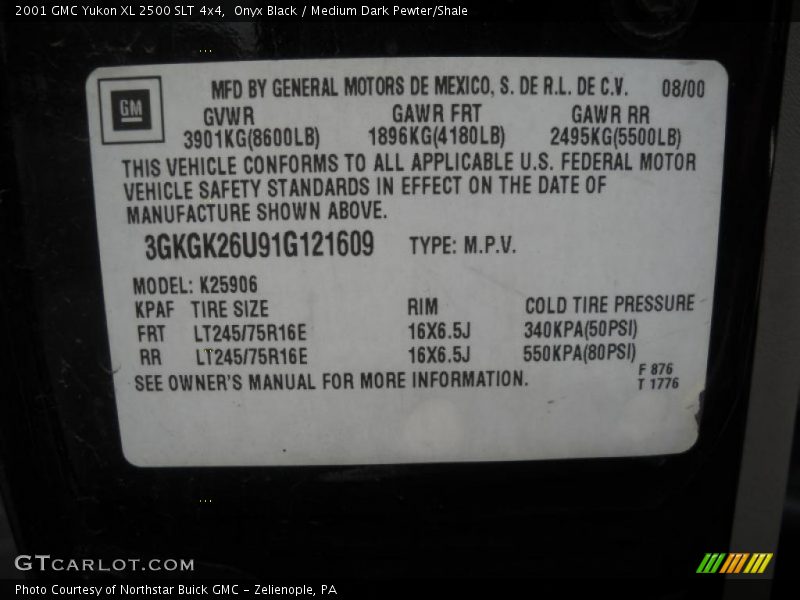 2001 GMC Yukon XL 2500 SLT 4x4,  Onyx Black / Medium Dark Pewter/Shale
GM
MFD BY GENERAL MOTORS DE MEXICO, S. DE R.L. DE C.V. 08/00
GVWR GAWR FRT GAWR RR
3901KG(8600LB) 1896KG(4180LB) 2495KG(5500LB)
THIS VEHICLE CONFORMS TO ALL APPLICABLE U.S. FEDERAL MOTOR
VEHICLE SAFETY STANDARDS IN EFFECT ON THE DATE OF
MANUFACTURE SHOWN ABOVE.
3GKGK26U91G121609 TYPE: M.P.V.
MODEL: K25906
KPAF TIRE SIZE RIM COLD TIRE PRESSURE
FRT LT245/75R16E 16X6.5J 340KPA(50PSI)
RR LT245/75R16E 16X6.5J 550KPA(80PSI)
SEE OWNER'S MANUAL FOR MORE INFORMATION.
F 876
T 1776
GTCARLOT.COM
Photo Courtesy of Northstar Buick GMC - Zelienople, PA